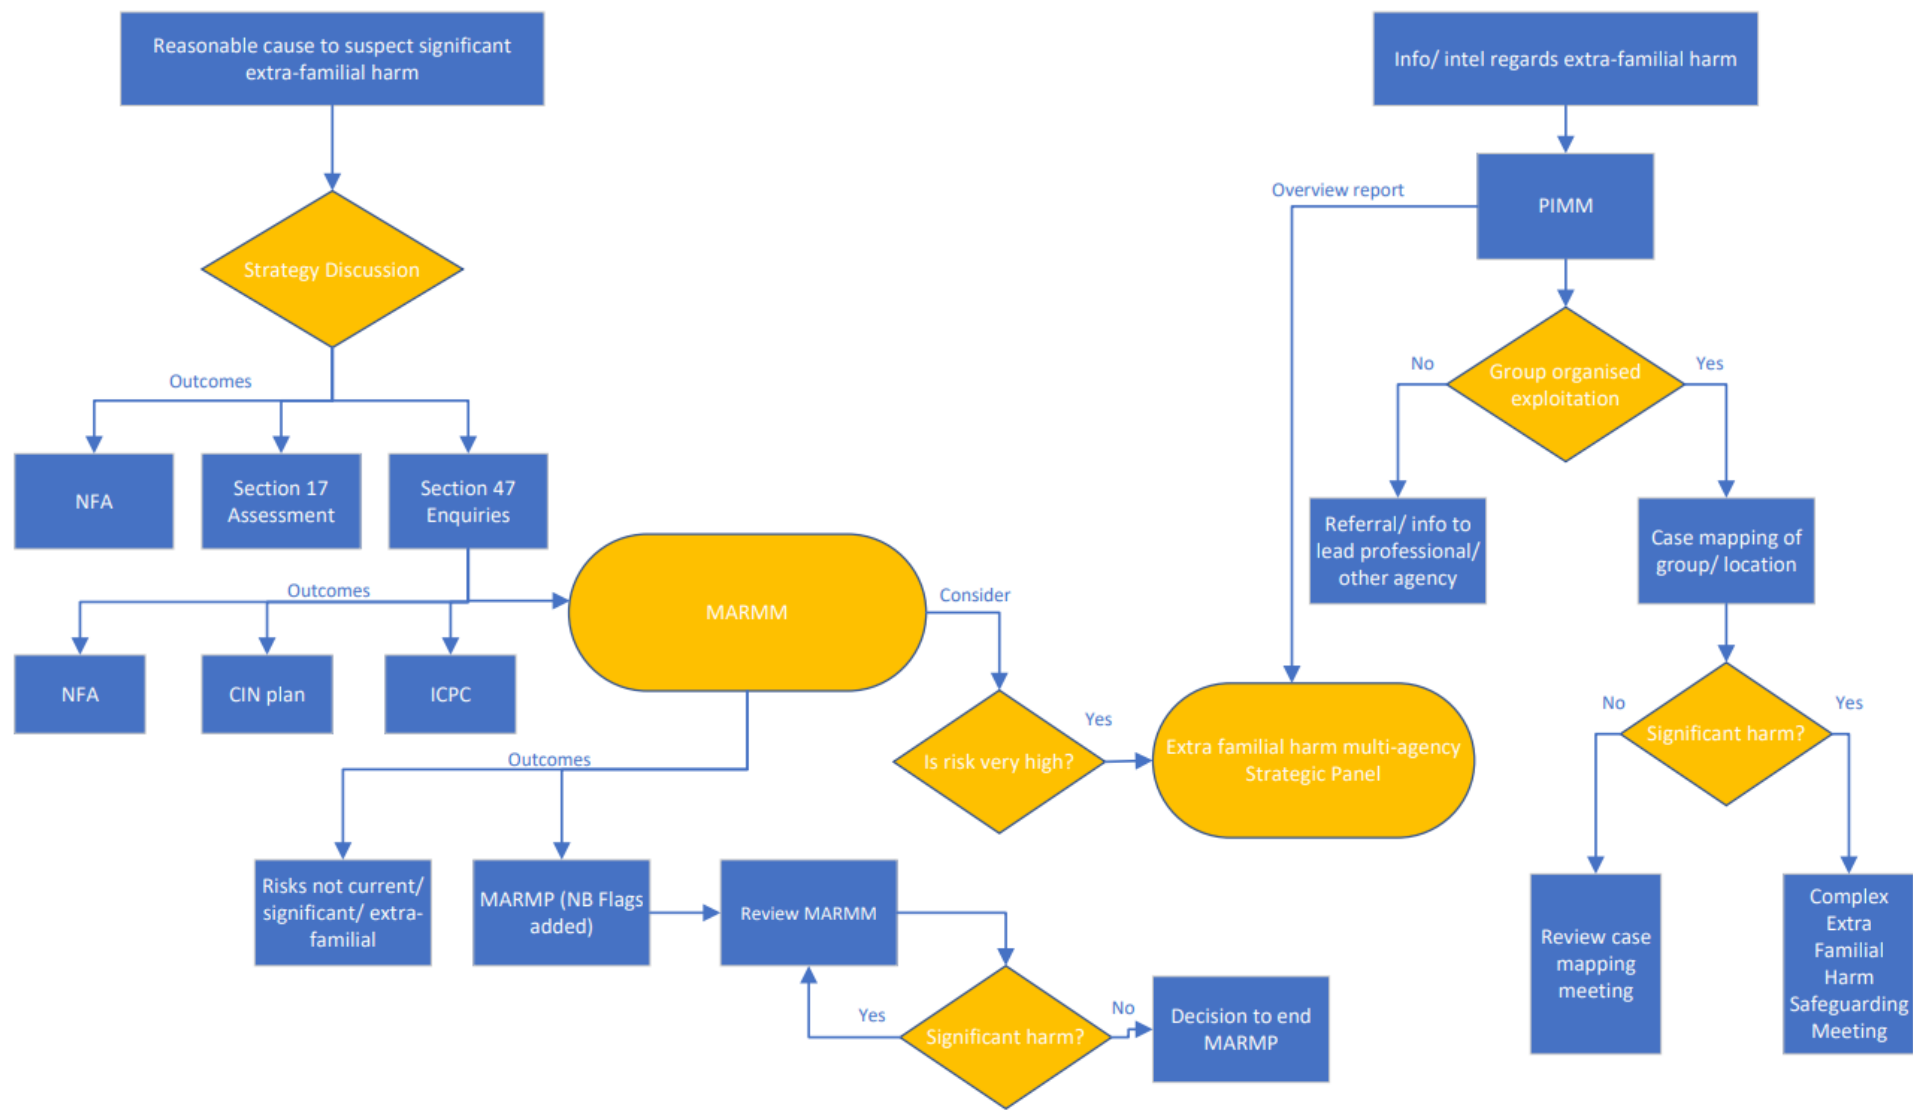 Reasonable cause to suspect significant
extra-familial harm
Info/ intel regards extra-familial harm
Overview report
PIMM
Strategy Discussion
No
Group organised
exploitation
Yes
Outcomes
NFA
Section 17
Assessment
Section 47
Enquiries
Referral/ info to
lead professional/
other agency
Case mapping of
group/ location
Outcomes
MARMM
Consider
NFA
CIN plan
ICPC
No
Significant harm?
Yes
Yes
Is risk very high?
Extra familial harm multi-agency
Strategic Panel
Outcomes
Risks not current/
significant/ extra-
familial
MARMP (NB Flags
added)
Review MARMM
Review case
mapping
meeting
Complex
Extra
Familial
Harm
Safeguarding
Meeting
Yes
Significant harm?
No
Decision to end
MARMP